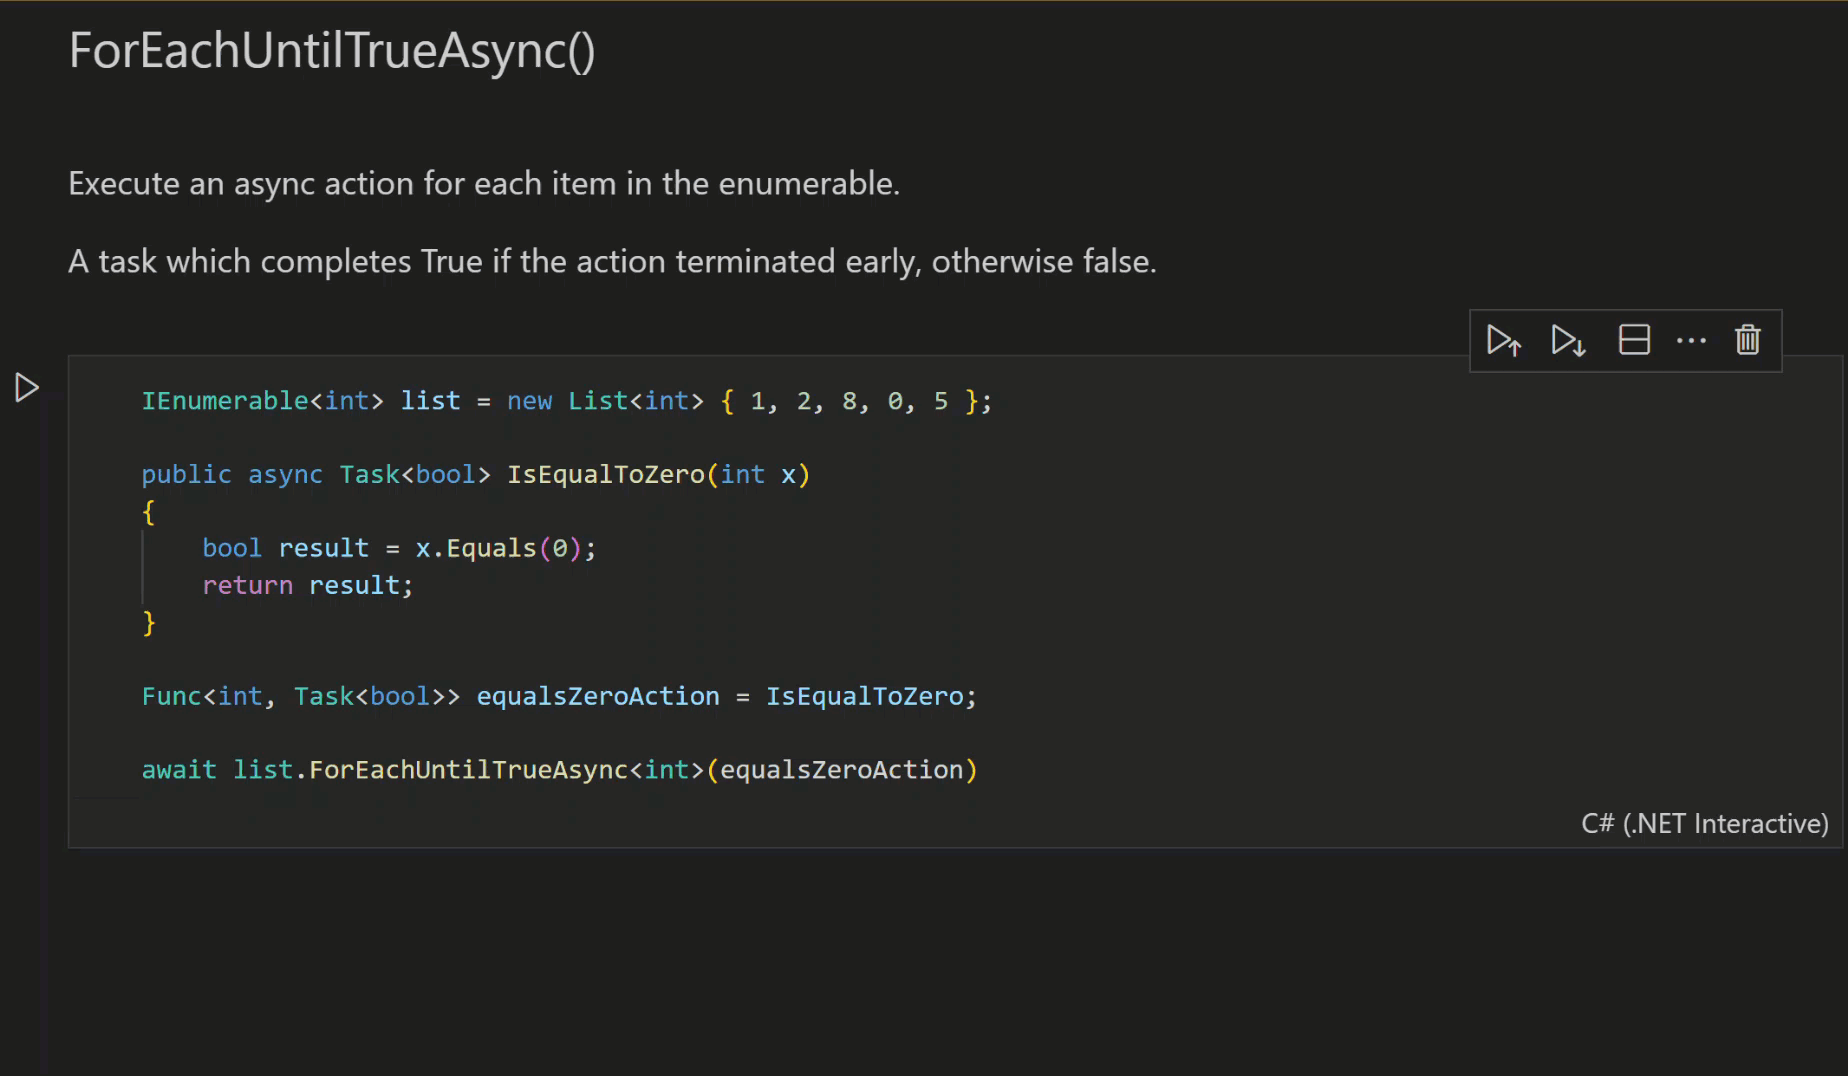 ForEachUntilTrueAsync()
Execute an async action for each item in the enumerable.
A task which completes True if the action terminated early, otherwise false.
IEnumerable<int> list = new List<int> { 1, 2, 8, 0, 5 };
public async Task<bool> IsEqualToZero(int x)
{
    bool result = x.Equals(0);
    return result;
}
Func<int, Task<bool>> equalsZeroAction = IsEqualToZero;
await list.ForEachUntilTrueAsync<int>(equalsZeroAction)
C# (.NET Interactive)